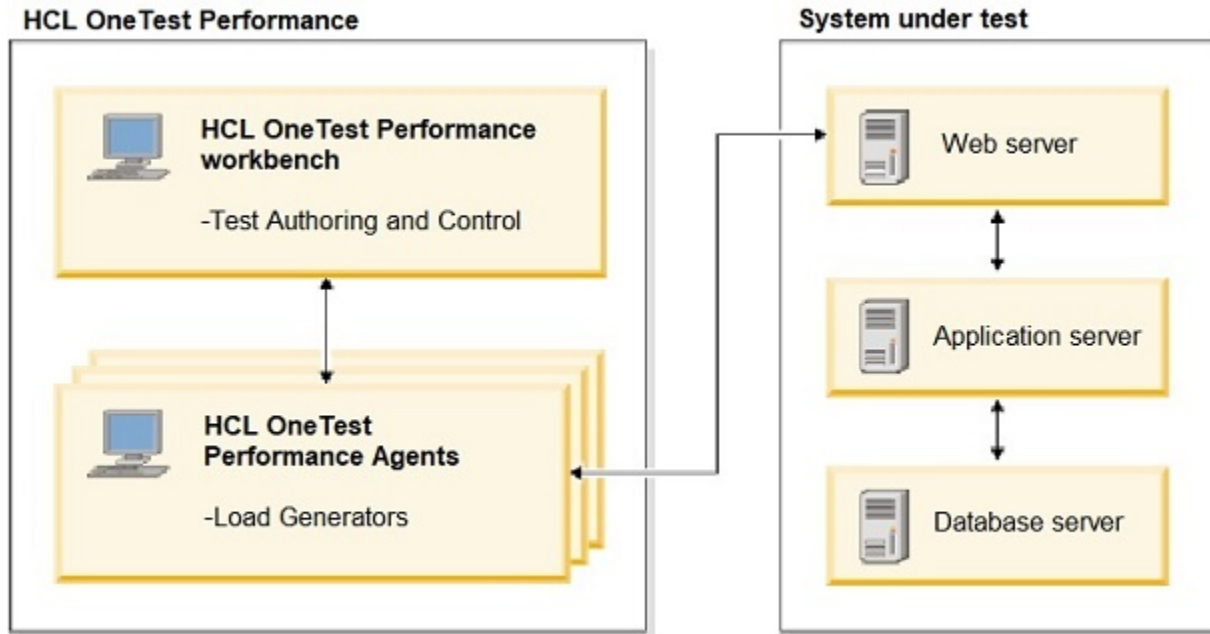 HCL OneTest Performance
HCL OneTest Performance
workbench
-Test Authoring and Control
HCL OneTest
Performance Agents
-Load Generators
System under test
Web server
Application server
Database server